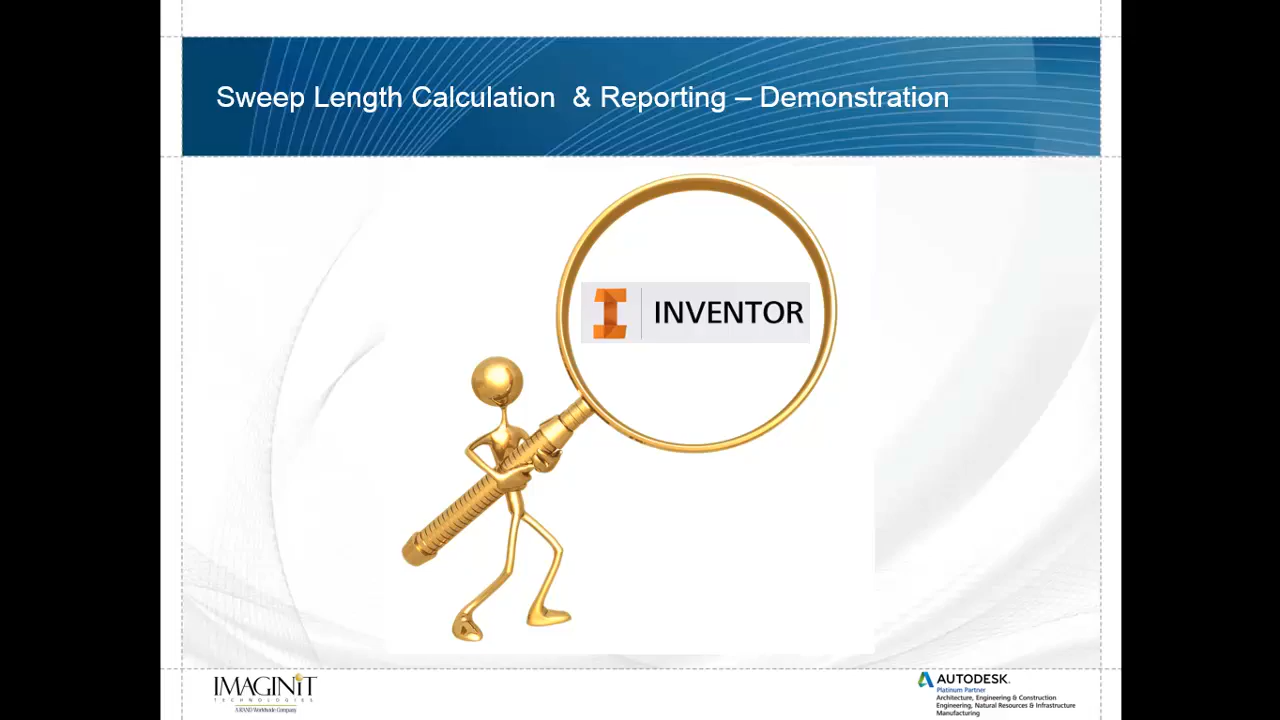 Sweep Length Calculation & Reporting – Demonstration
I INVENTOR
IMAGINiT
TECHNOLOGIES
A RAND Worldwide Company
AUTODESK.
Platinum Partner
Architecture, Engineering & Construction
Engineering, Natural Resources & Infrastructure
Manufacturing